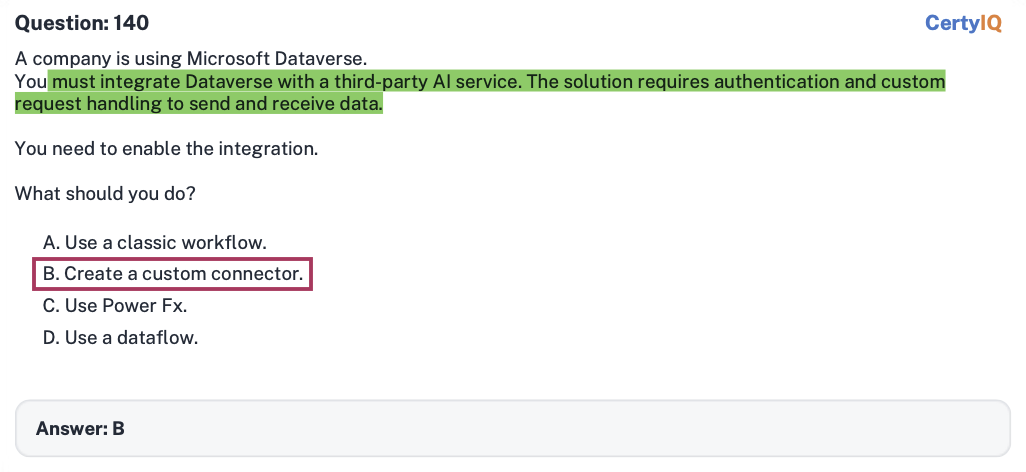 Question: 140
CertyIQ
A company is using Microsoft Dataverse.
You must integrate Dataverse with a third-party AI service. The solution requires authentication and custom
request handling to send and receive data.
You need to enable the integration.
What should you do?
A. Use a classic workflow.
B. Create a custom connector.
C. Use Power Fx.
D. Use a dataflow.
Answer: B